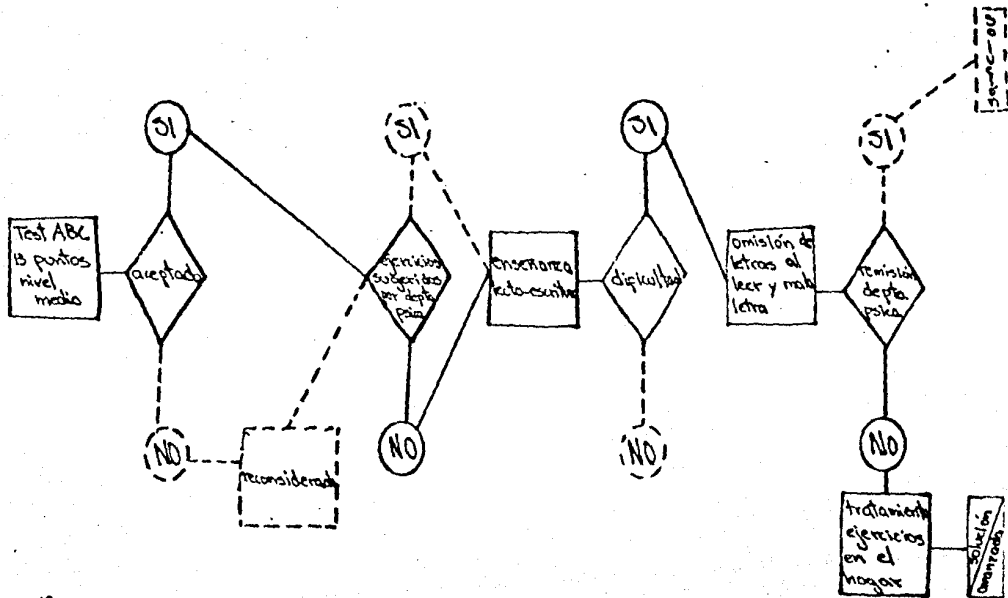 Test ABC
13 puntos
nivel
medio
aceptado
SI
NO
reconsiderado
SI
ejercicios
sugeridos
por depto
psico
NO
enseñanza
lecto-escritura
SI
dificultad
NO
omisión de
letras al
leer y mala
letra
SI
remisión
depto
psico
NO
tratamiento
ejercicios
en el
hogar
solución